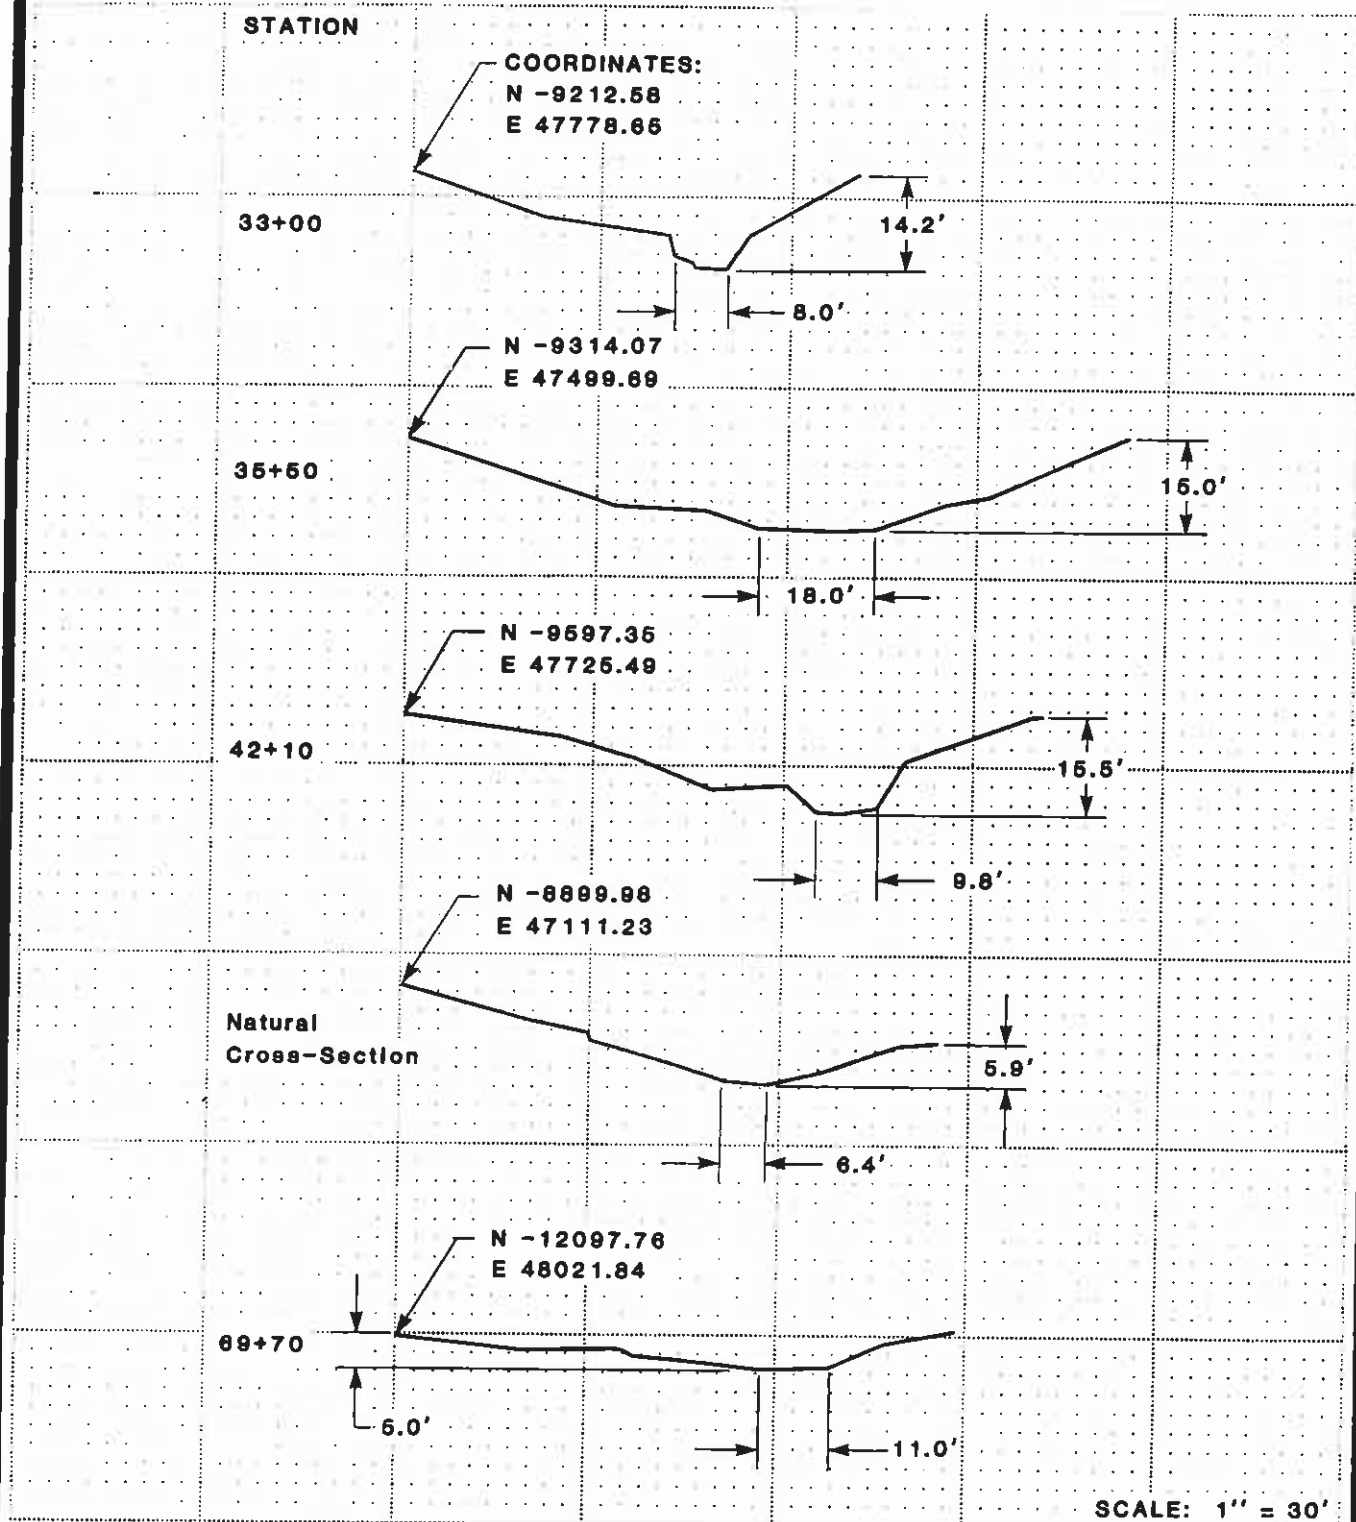 STATION
COORDINATES:
N -9212.58
E 47778.65
33+00
14.2'
8.0'
N -9314.07
E 47499.69
35+50
15.0'
18.0'
N -9597.35
E 47725.49
42+10
15.5'
9.8'
N -8899.98
E 47111.23
Natural
Cross-Section
5.9'
6.4'
N -12097.76
E 48021.84
69+70
5.0'
11.0'
SCALE: 1'' = 30'